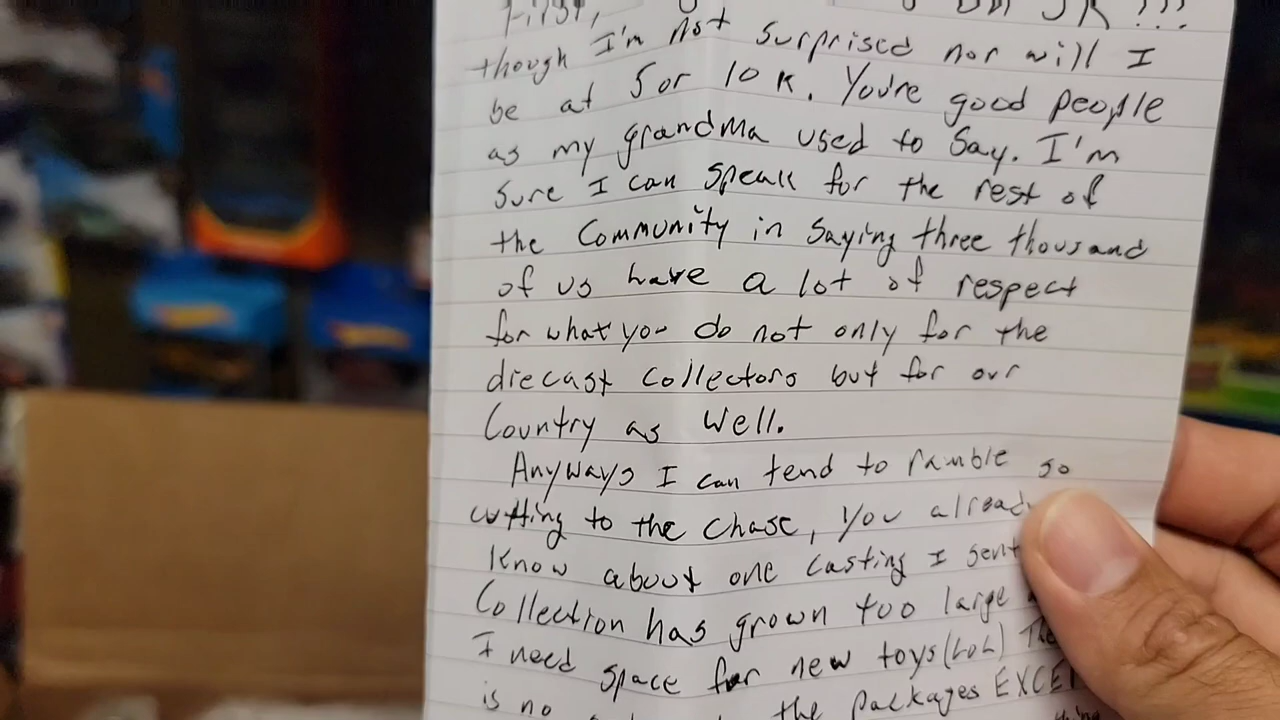 First,
though I'm not surprised nor will I
be at 5 or 10 K. You're good people
as my grandma used to say. I'm
sure I can speak for the rest of
the Community in saying three thousand
of us have a lot of respect
for what you do not only for the
diecast collectors but for our
Country as well.
Anyways I can tend to ramble so
cutting to the chase, you
know about one casting I sent
Collection has grown too large
I need space for new toys (LoL)
is no the packages